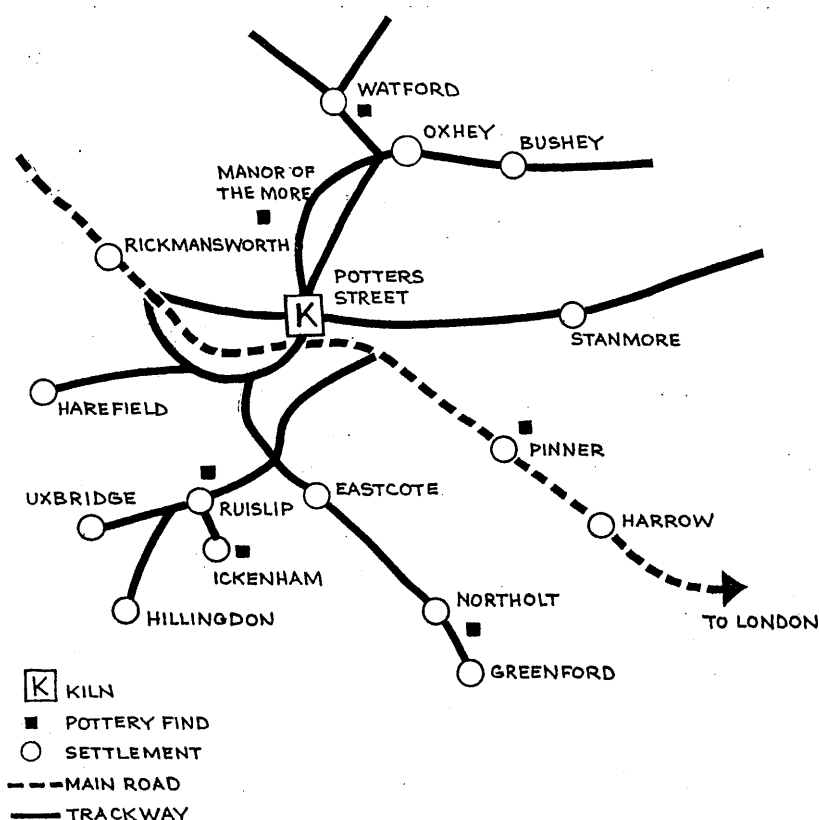 WATFORD
OXHEY
BUSHEY
MANOR OF
THE MORE
RICKMANSWORTH
POTTERS
STREET
K
STANMORE
HAREFIELD
PINNER
UXBRIDGE
RUISLIP
EASTCOTE
HARROW
ICKENHAM
HILLINGDON
NORTHOLT
TO LONDON
GREENFORD
K KILN
POTTERY FIND
SETTLEMENT
MAIN ROAD
TRACKWAY